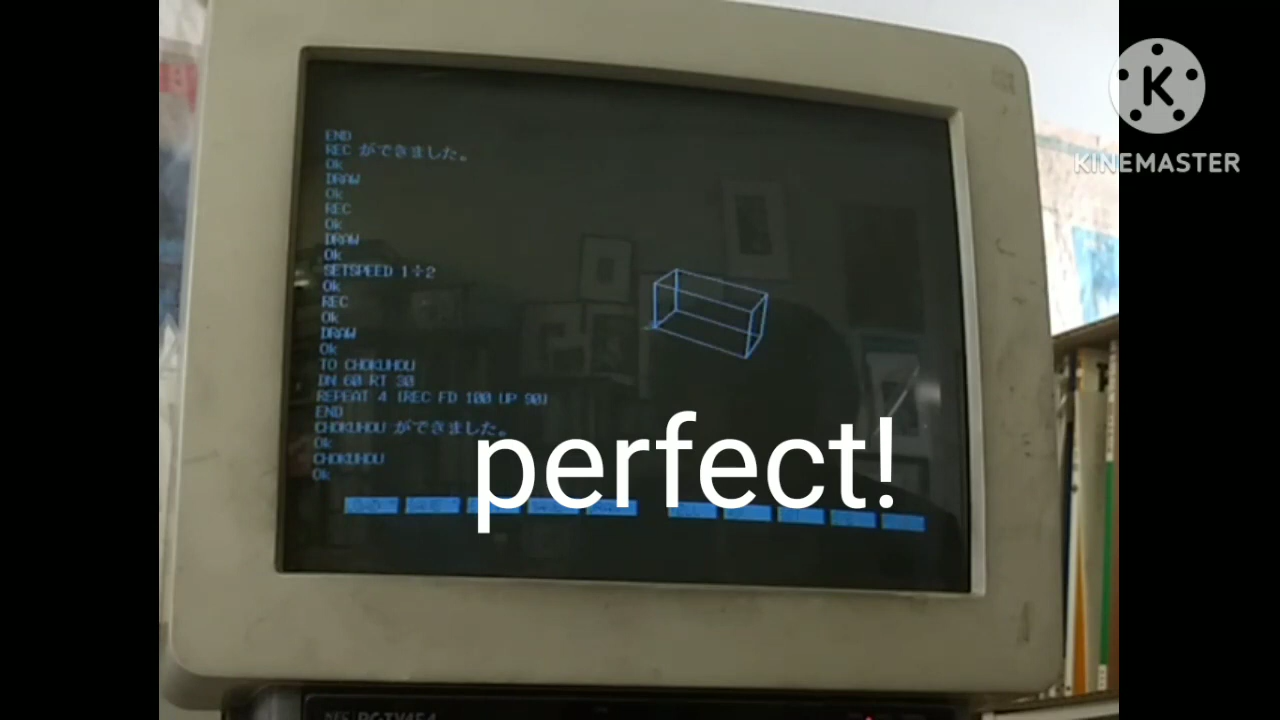 END
REC ができました。
Ok
DRAW
Ok
REC
Ok
DRAW
Ok
SETSPEED 1÷2
Ok
REC
Ok
DRAW
Ok
TO CHOKUHOU
DN 60 RT 30
REPEAT 4 [REC FD 100 UP 90]
END
CHOKUHOU ができました。
Ok
CHOKUHOU
Ok
perfect!
K
KINEMASTER
NEC